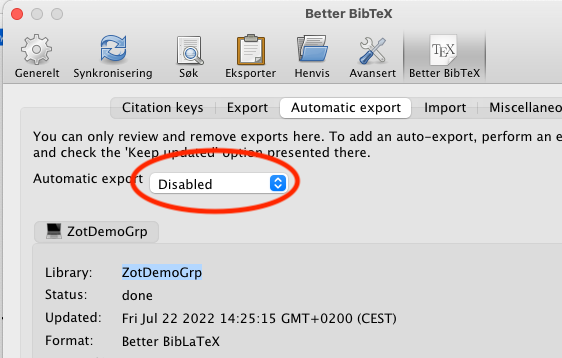 Better BibTeX
TEX
Generelt Synkronisering Søk Eksporter Henvis Avansert Better BibTeX
Citation keys Export Automatic export Import Miscellaneo
You can only review and remove exports here. To add an auto-export, perform an e
and check the 'Keep updated' option presented there.
Automatic export Disabled
ZotDemoGrp
Library: ZotDemoGrp
Status: done
Updated: Fri Jul 22 2022 14:25:15 GMT+0200 (CEST)
Format: Better BibLaTeX